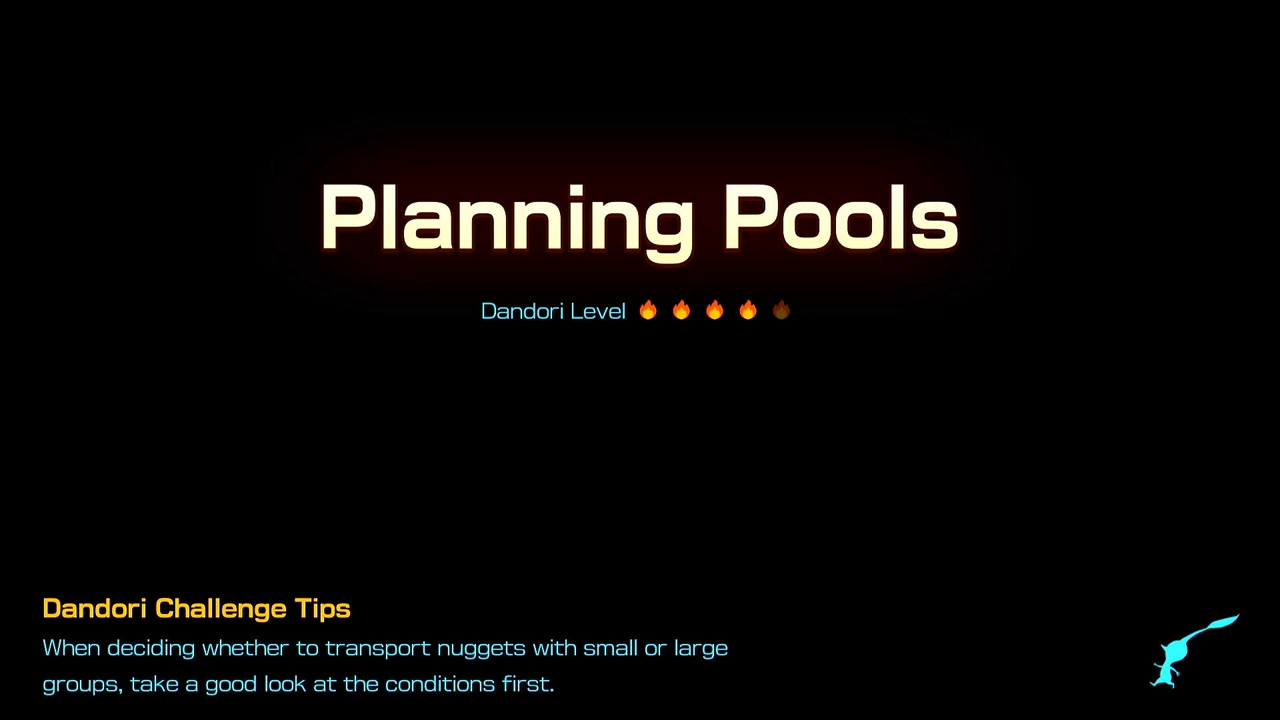 Planning Pools
Dandori Level
Dandori Challenge Tips
When deciding whether to transport nuggets with small or large
groups, take a good look at the conditions first.